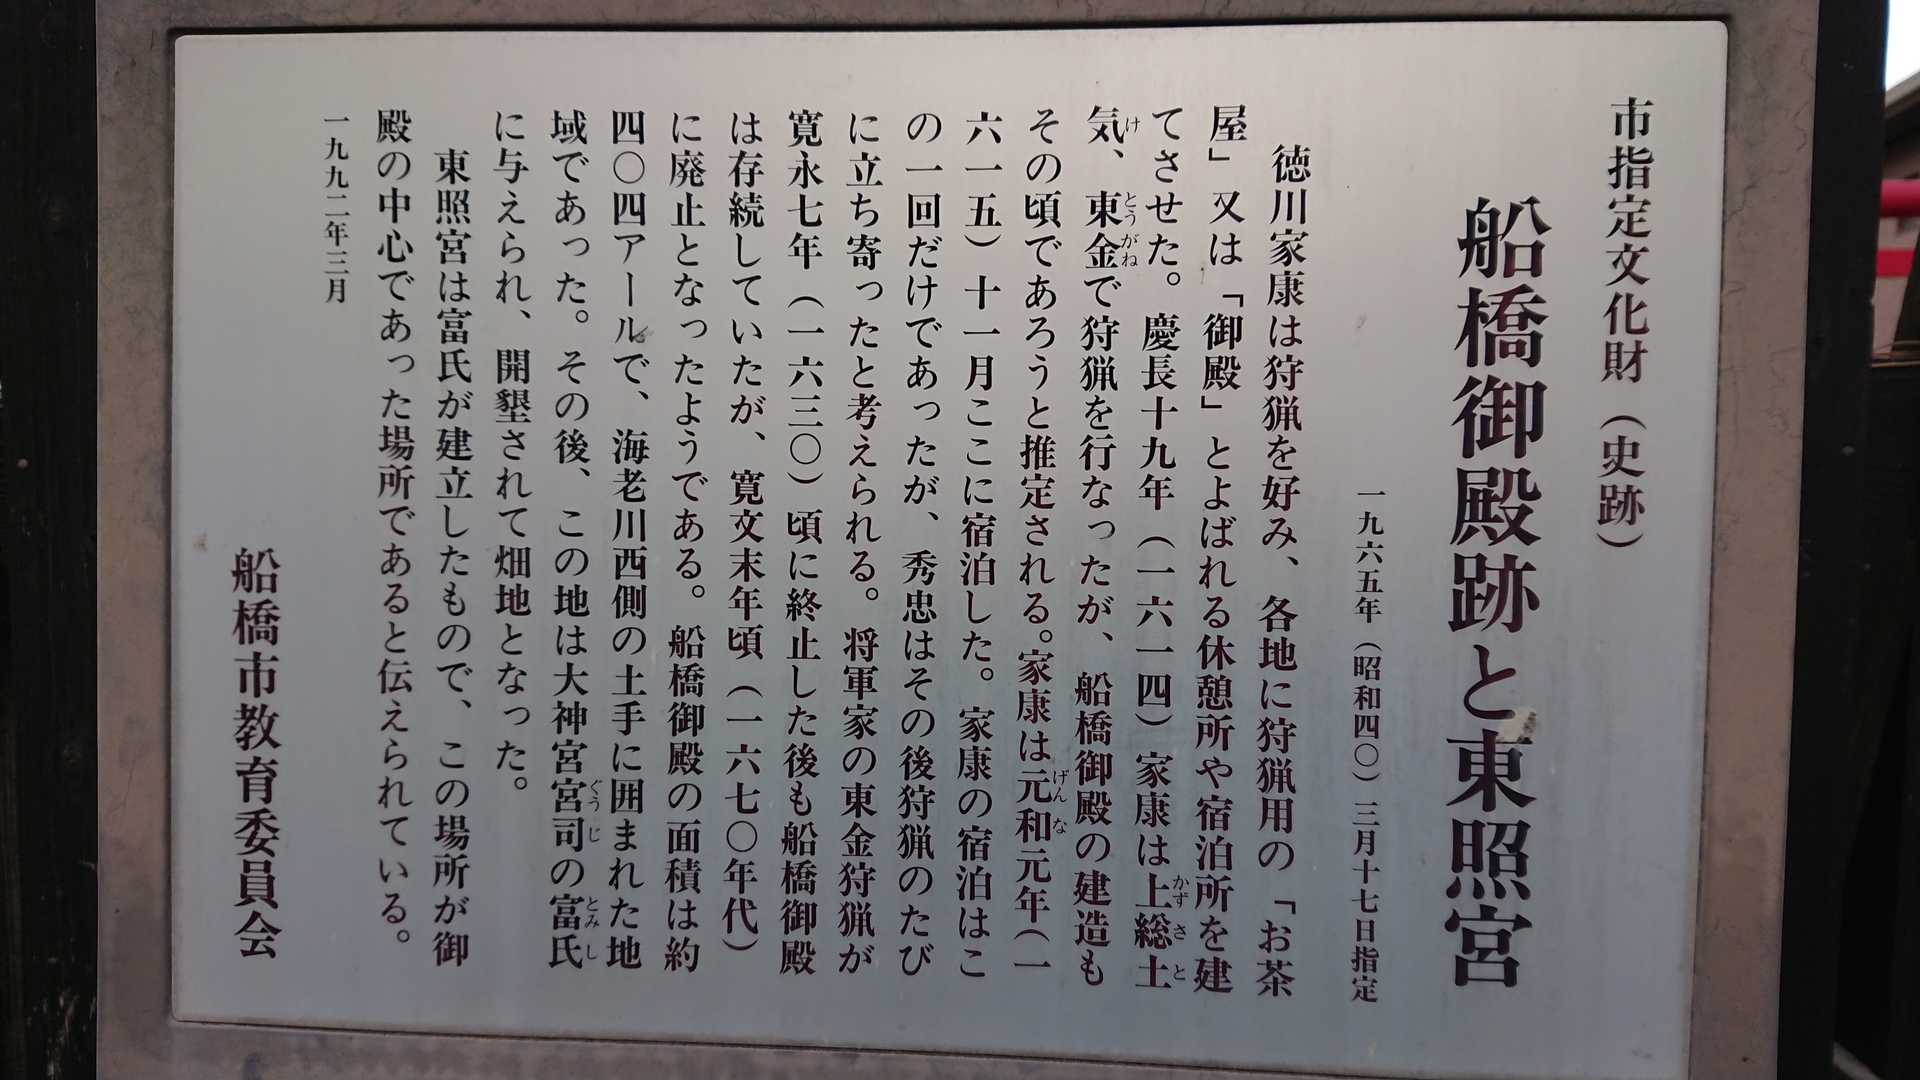 市指定文化財（史跡）
船橋御殿跡と東照宮
一九六五年（昭和四〇）三月十七日指定
徳川家康は狩猟を好み、各地に狩猟用の「お茶
屋」又は「御殿」とよばれる休憩所や宿泊所を建
てさせた。慶長十九年（一六一四）家康は上総土
かずさと
気、東金で狩猟を行なったが、船橋御殿の建造も
け とうがね
その頃であろうと推定される。家康は元和元年（一
げんな
六一五）十一月ここに宿泊した。家康の宿泊はこ
の一回だけであったが、秀忠はその後狩猟のたび
に立ち寄ったと考えられる。将軍家の東金狩猟が
寛永七年（一六三〇）頃に終止した後も船橋御殿
は存続していたが、寛文末年頃（一六七〇年代）
に廃止となったようである。船橋御殿の面積は約
四〇四アールで、海老川西側の土手に囲まれた地
域であった。その後、この地は大神宮宮司の富氏
ぐうじ とみし
に与えられ、開墾されて畑地となった。
東照宮は富氏が建立したもので、この場所が御
殿の中心であった場所であると伝えられている。
一九九二年三月
船橋市教育委員会